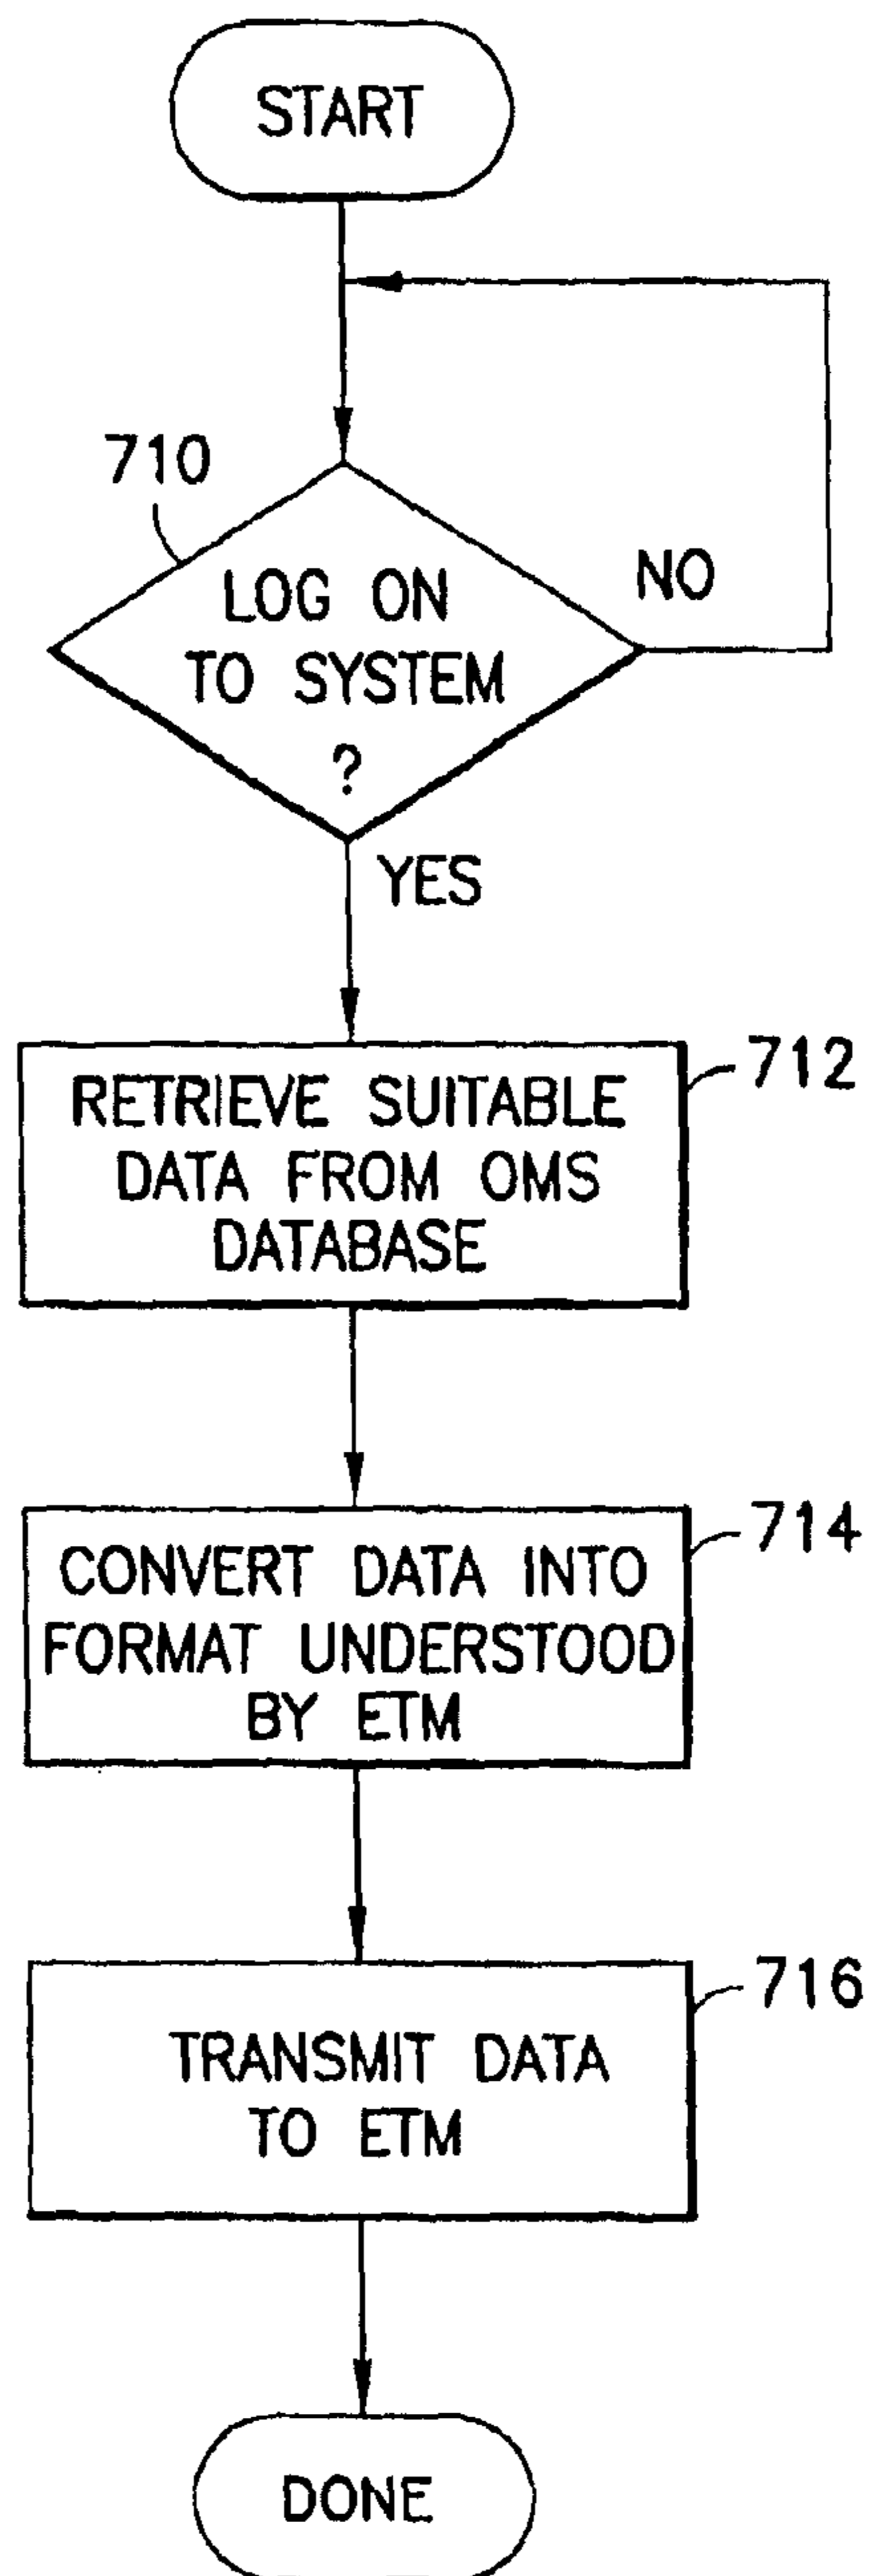 START
710
LOG ON
TO SYSTEM
?
NO
YES
712
RETRIEVE SUITABLE
DATA FROM OMS
DATABASE
714
CONVERT DATA INTO
FORMAT UNDERSTOOD
BY ETM
716
TRANSMIT DATA
TO ETM
DONE